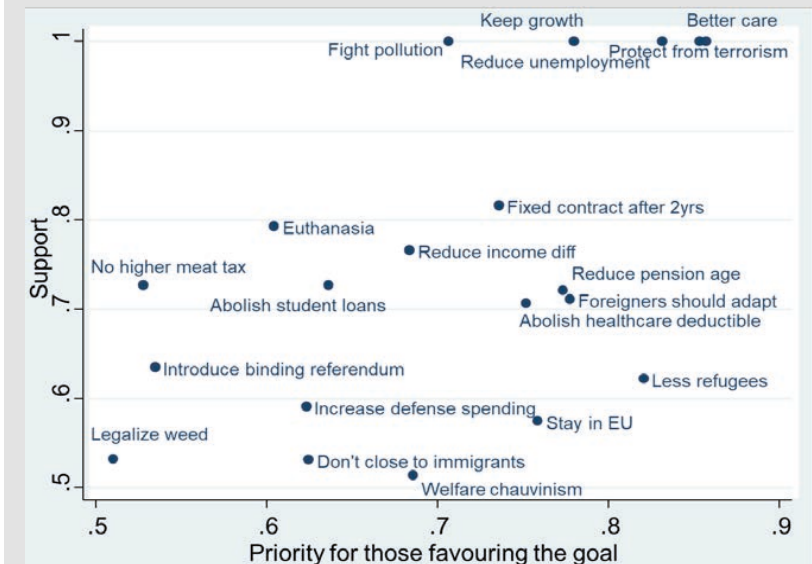 Keep growth
Better care
Fight pollution
Protect from terrorism
Reduce unemployment
Fixed contract after 2yrs
Euthanasia
Reduce income diff
No higher meat tax
Reduce pension age
Abolish student loans
Foreigners should adapt
Abolish healthcare deductible
Introduce binding referendum
Less refugees
Increase defense spending
Stay in EU
Legalize weed
Don't close to immigrants
Welfare chauvinism
Support
1
.9
.8
.7
.6
.5
.5 .6 .7 .8 .9
Priority for those favouring the goal